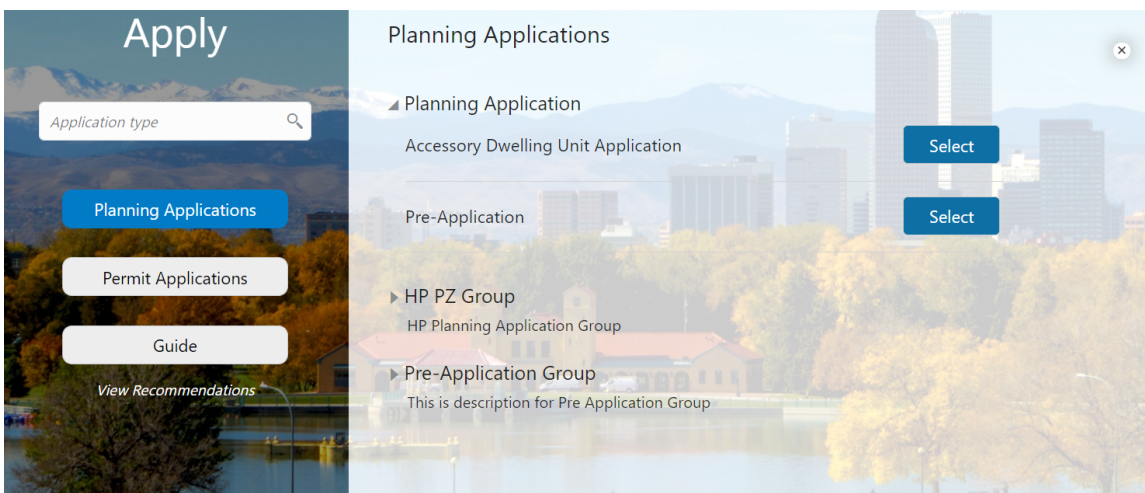 Apply
Application type
Planning Applications
Permit Applications
Guide
View Recommendations
Planning Applications
Planning Application
Accessory Dwelling Unit Application
Select
Pre-Application
Select
HP PZ Group
HP Planning Application Group
Pre-Application Group
This is description for Pre Application Group